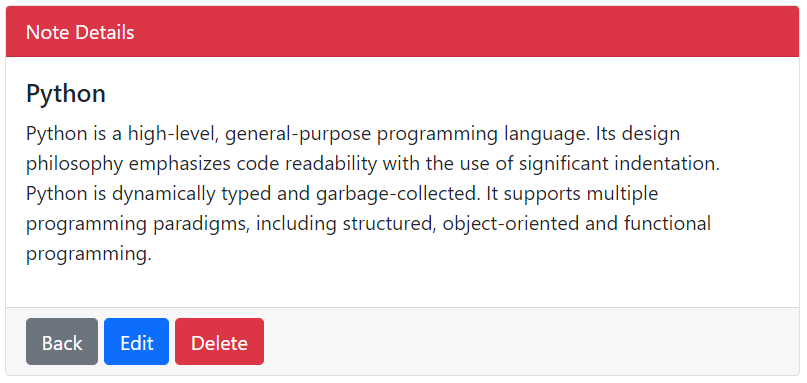 Note Details
Python
Python is a high-level, general-purpose programming language. Its design
philosophy emphasizes code readability with the use of significant indentation.
Python is dynamically typed and garbage-collected. It supports multiple
programming paradigms, including structured, object-oriented and functional
programming.
Back Edit Delete